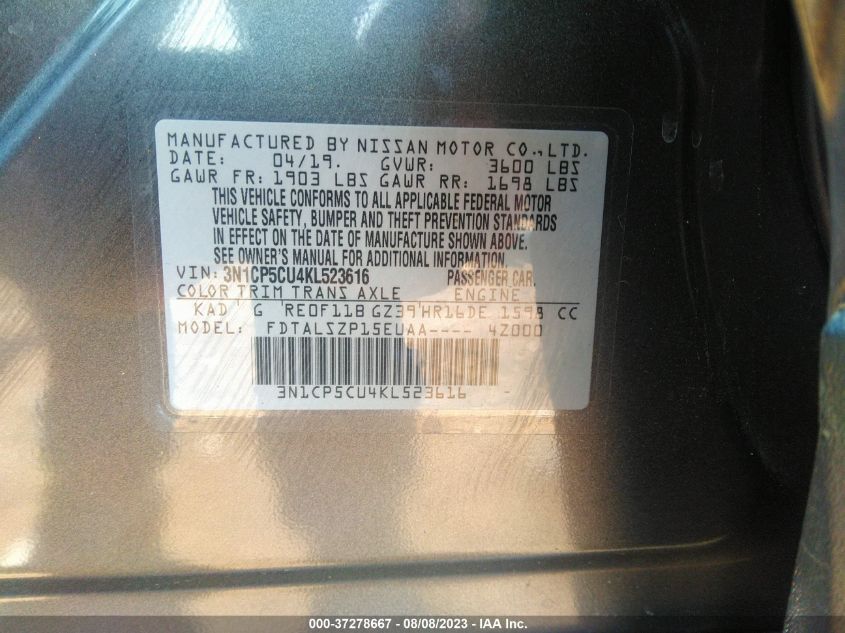 MANUFACTURED BY NISSAN MOTOR CO.,LTD.
DATE: 04/19. GVWR: 3600 LBS
GAWR FR: 1903 LBS GAWR RR: 1698 LBS
THIS VEHICLE CONFORMS TO ALL APPLICABLE FEDERAL MOTOR
VEHICLE SAFETY, BUMPER AND THEFT PREVENTION STANDARDS
IN EFFECT ON THE DATE OF MANUFACTURE SHOWN ABOVE.
SEE OWNER'S MANUAL FOR ADDITIONAL INFORMATION.
VIN: 3N1CP5CU4KL523616 PASSENGER CAR.
COLOR TRIM TRANS AXLE ENGINE
KAD G RE0F11B GZ39 HR16DE 1598 CC
MODEL: FDTALSZP15EUAA---- 4Z000
3N1CP5CU4KL523616 -
000-37278667 - 08/08/2023 - IAA Inc.